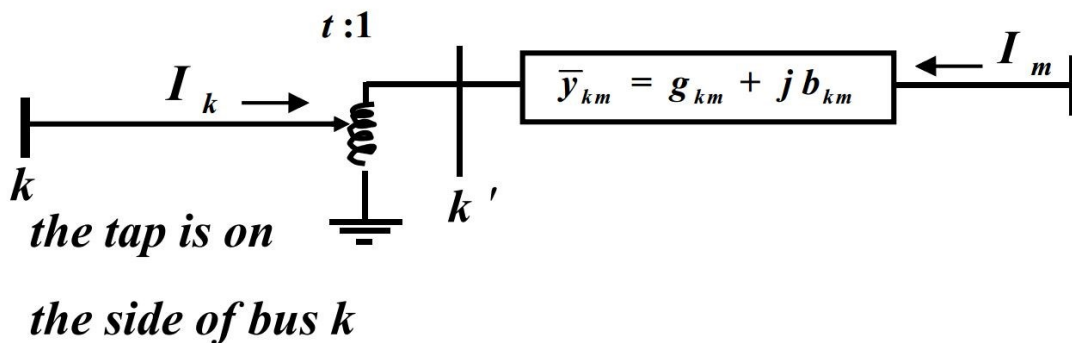 t :1
I k
ȳ km = g km + j b km
I m
k
k ′
the tap is on
the side of bus k